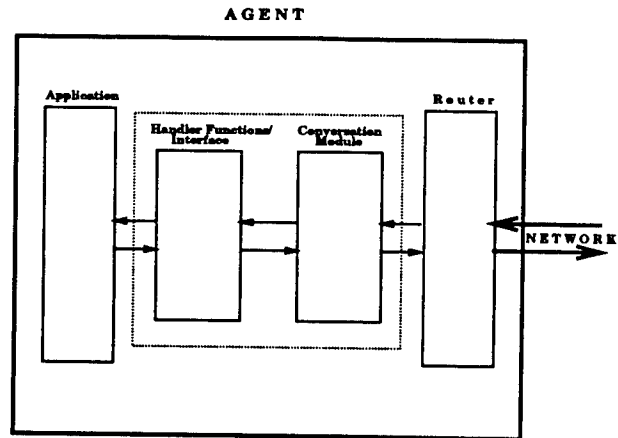 AGENT
Application
Router
Handler Functions/
Interface
Conversation
Module
NETWORK